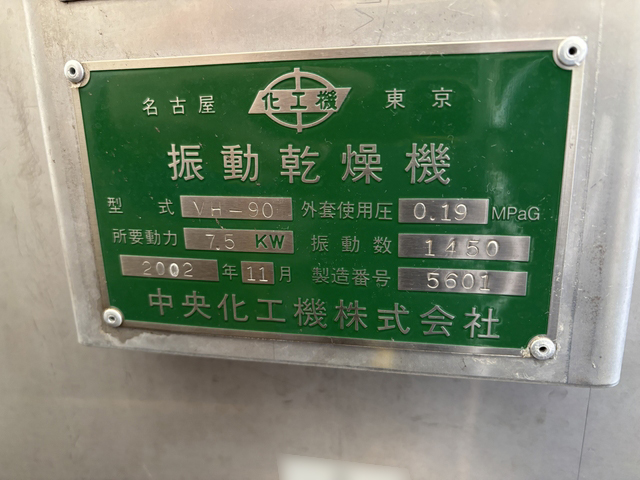 名古屋 化工機 東京
振動乾燥機
型式 VH-90 外套使用圧 0.19 MPaG
所要動力 7.5 KW 振動数 1450
2002 年 11 月 製造番号 5601
中央化工機株式会社